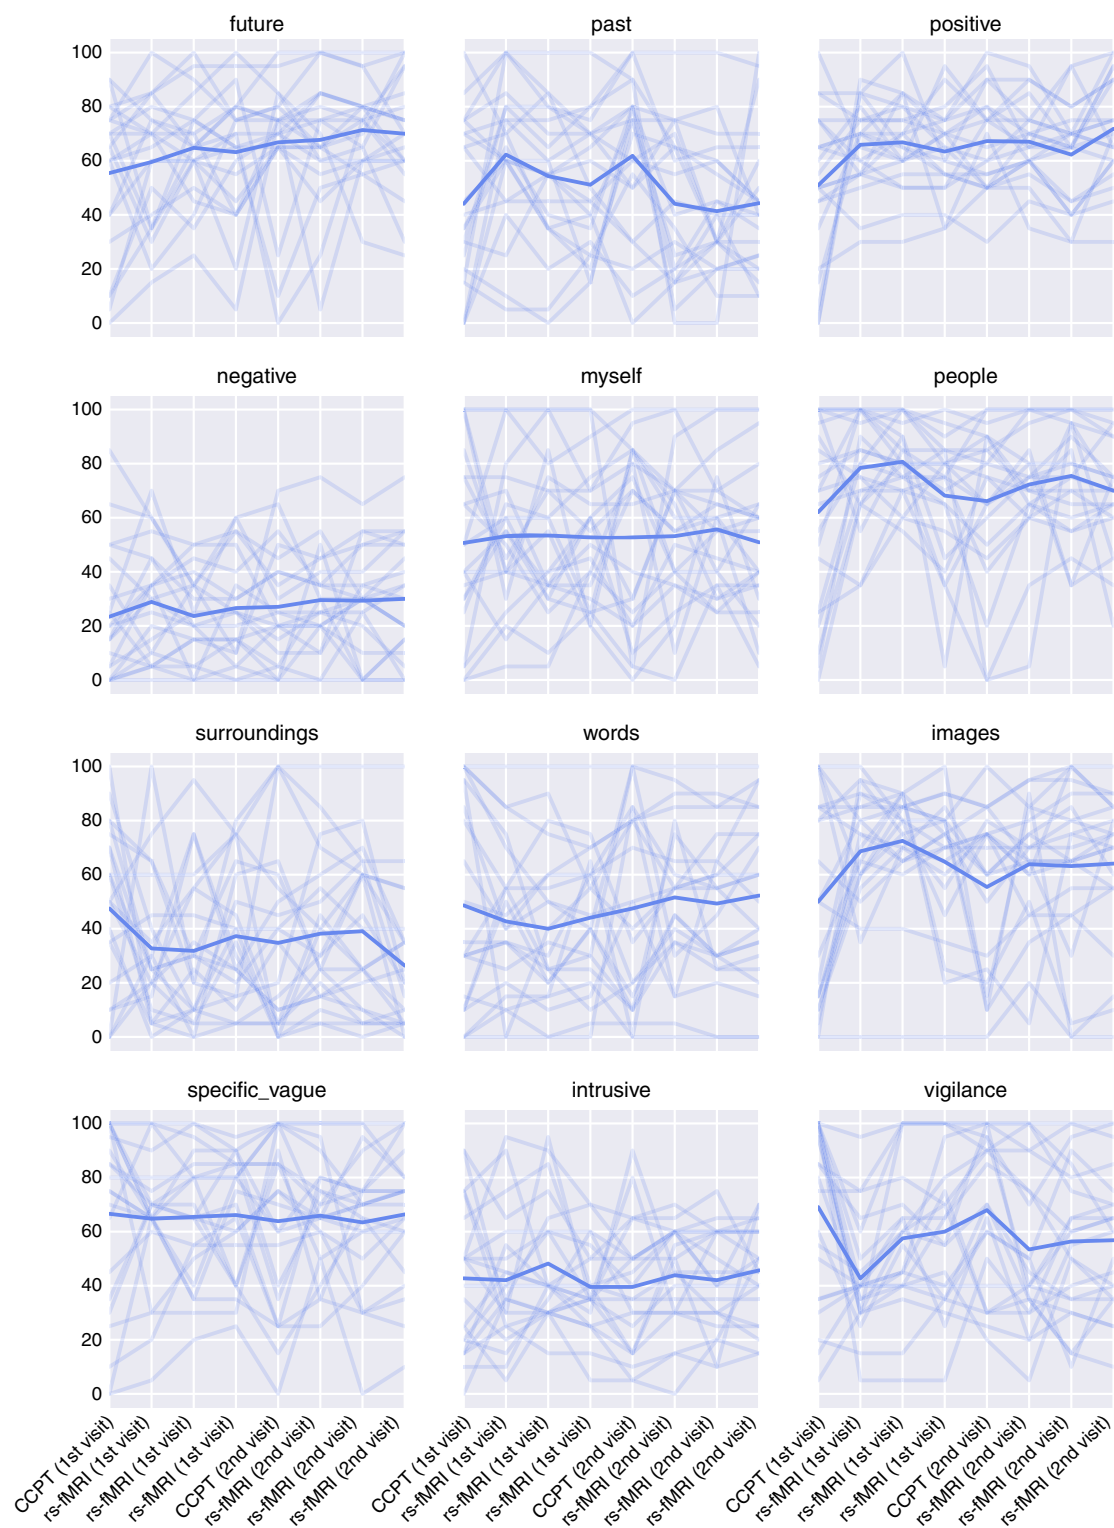 future past positive
100
80
60
40
20
0
negative myself people
100
80
60
40
20
0
surroundings words images
100
80
60
40
20
0
specific_vague intrusive vigilance
100
80
60
40
20
0
CCPT (1st visit)
rs-fMRI (1st visit)
rs-fMRI (1st visit)
rs-fMRI (1st visit)
CCPT (2nd visit)
rs-fMRI (2nd visit)
rs-fMRI (2nd visit)
rs-fMRI (2nd visit)
CCPT (1st visit)
rs-fMRI (1st visit)
rs-fMRI (1st visit)
rs-fMRI (1st visit)
CCPT (2nd visit)
rs-fMRI (2nd visit)
rs-fMRI (2nd visit)
rs-fMRI (2nd visit)
CCPT (1st visit)
rs-fMRI (1st visit)
rs-fMRI (1st visit)
rs-fMRI (1st visit)
CCPT (2nd visit)
rs-fMRI (2nd visit)
rs-fMRI (2nd visit)
rs-fMRI (2nd visit)